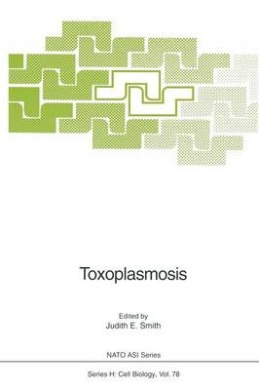 Toxoplasmosis
Edited by
Judith E. Smith
NATO ASI Series
Series H: Cell Biology, Vol. 78